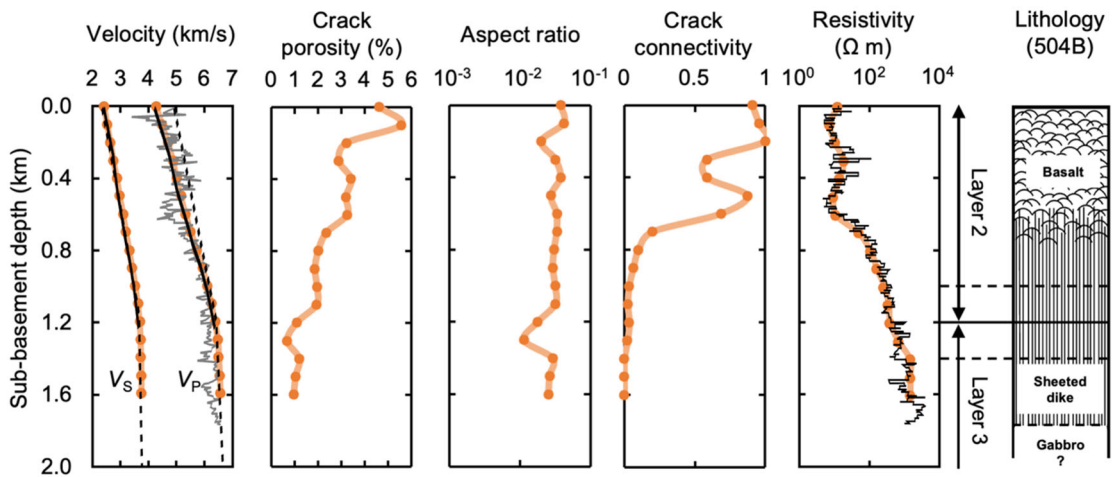 Velocity (km/s)
2 3 4 5 6 7
Crack
porosity (%)
0 1 2 3 4 5 6
Aspect ratio
10-3 10-2 10-1
Crack
connectivity
0 0.5 1
Resistivity
(Ω m)
10⁰ 10² 10⁴
Lithology
(504B)
Sub-basement depth (km)
0.0
0.4
0.8
1.2
1.6
2.0
VS
VP
Layer 2
Layer 3
Basalt
Sheeted
dike
Gabbro
?